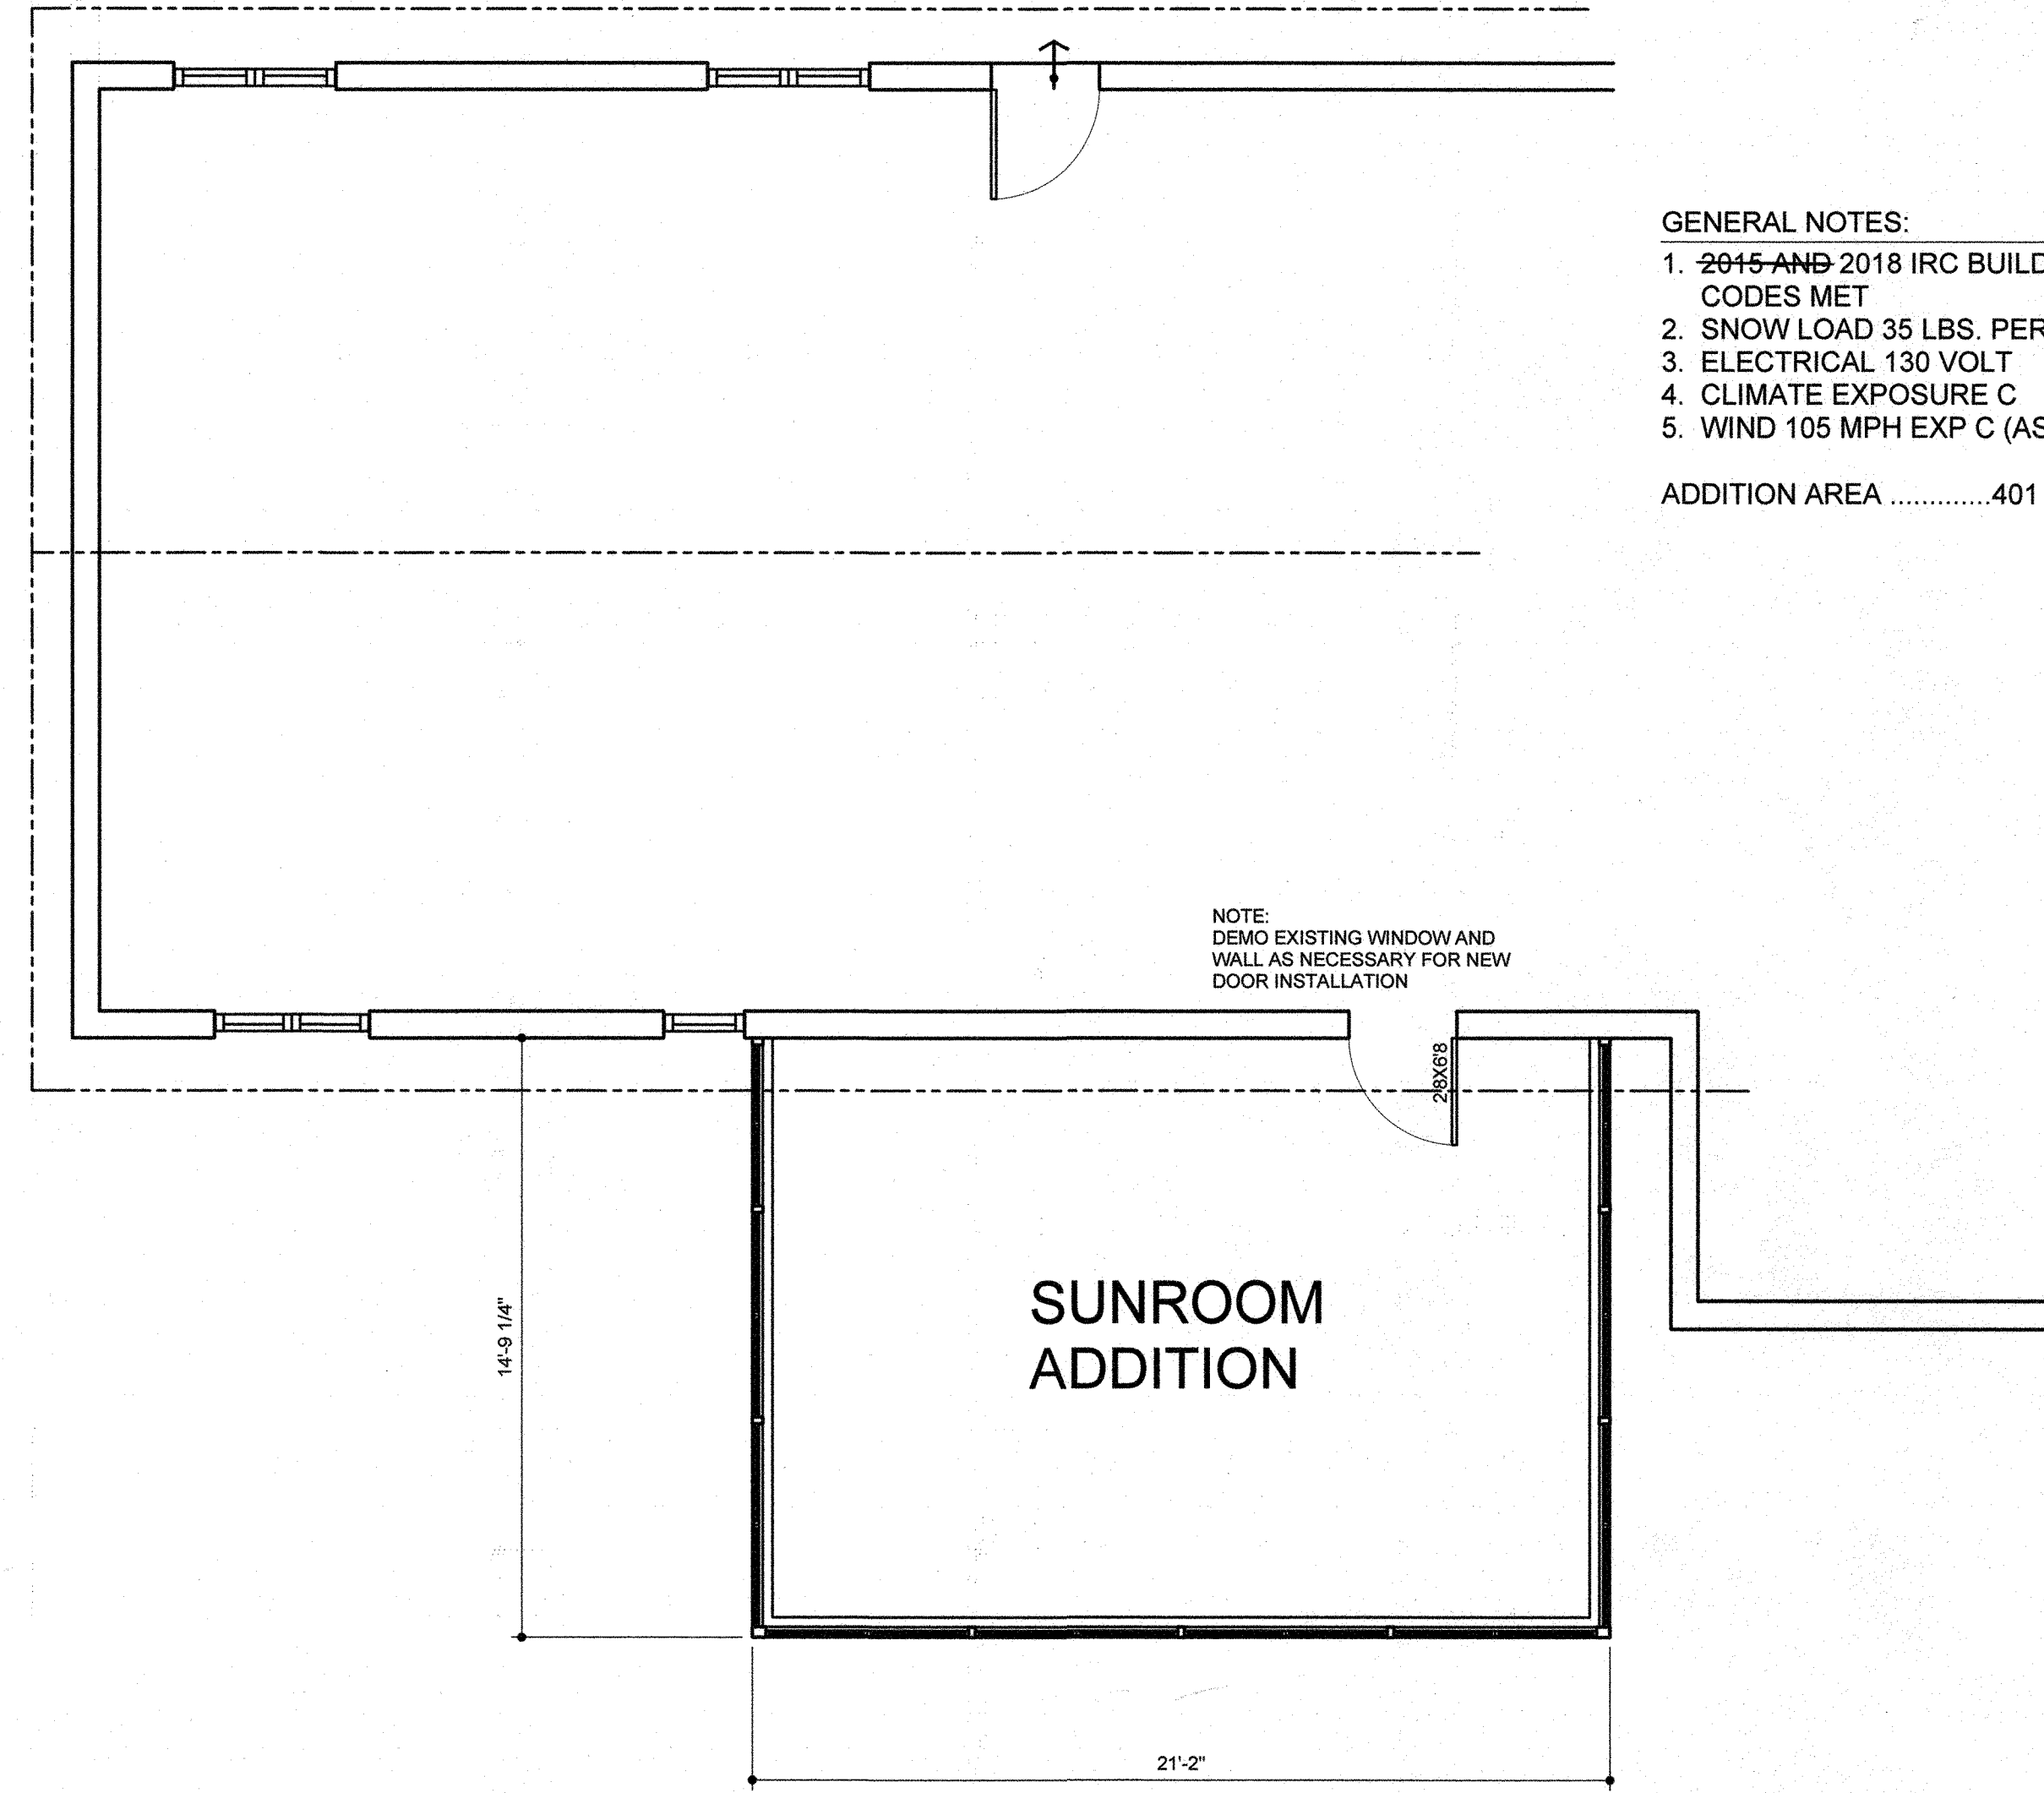 GENERAL NOTES:
1. 2015 AND 2018 IRC BUILD
CODES MET
2. SNOW LOAD 35 LBS. PER
3. ELECTRICAL 130 VOLT
4. CLIMATE EXPOSURE C
5. WIND 105 MPH EXP C (AS
ADDITION AREA .............401
NOTE:
DEMO EXISTING WINDOW AND
WALL AS NECESSARY FOR NEW
DOOR INSTALLATION
2'8X6'8
14'-9 1/4"
SUNROOM
ADDITION
21'-2"